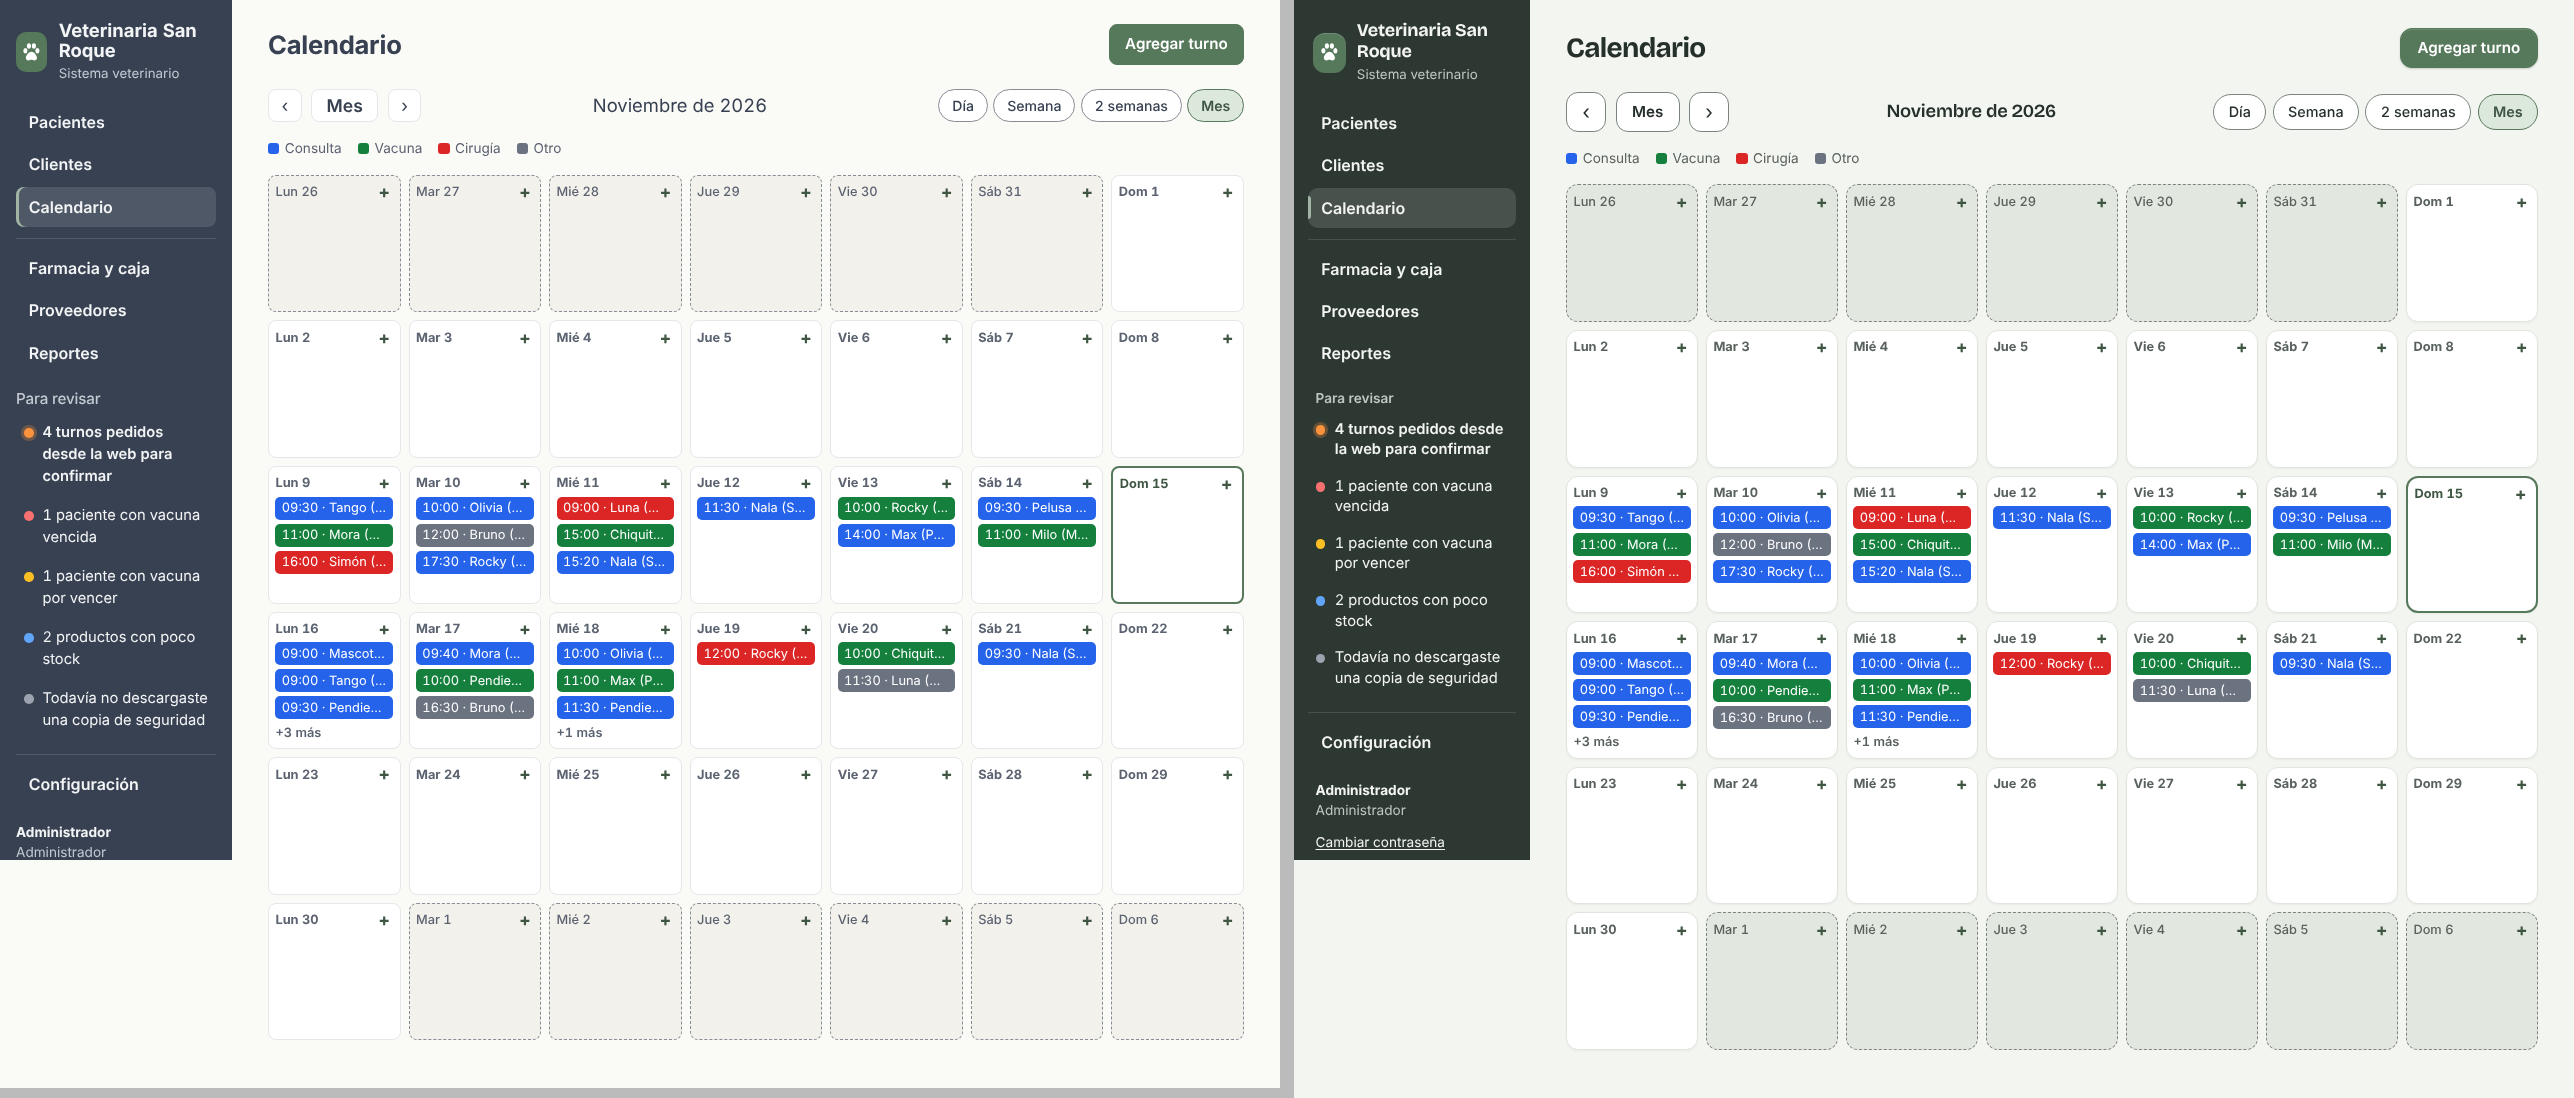 Veterinaria San
Roque
Sistema veterinario
Pacientes
Clientes
Calendario
Farmacia y caja
Proveedores
Reportes
Para revisar
4 turnos pedidos
desde la web para
confirmar
1 paciente con vacuna
vencida
1 paciente con vacuna
por vencer
2 productos con poco
stock
Todavía no descargaste
una copia de seguridad
Configuración
Administrador
Administrador
Calendario
Agregar turno
‹ Mes › Noviembre de 2026 Día Semana 2 semanas Mes
Consulta Vacuna Cirugía Otro
Lun 26 + Mar 27 + Mié 28 + Jue 29 + Vie 30 + Sáb 31 + Dom 1 +
Lun 2 + Mar 3 + Mié 4 + Jue 5 + Vie 6 + Sáb 7 + Dom 8 +
Lun 9 + Mar 10 + Mié 11 + Jue 12 + Vie 13 + Sáb 14 + Dom 15 +
09:30 · Tango (... 10:00 · Olivia (... 09:00 · Luna (... 11:30 · Nala (S... 10:00 · Rocky (... 09:30 · Pelusa ...
11:00 · Mora (... 12:00 · Bruno (... 15:00 · Chiquit... 14:00 · Max (P... 11:00 · Milo (M...
16:00 · Simón (... 17:30 · Rocky (... 15:20 · Nala (S...
Lun 16 + Mar 17 + Mié 18 + Jue 19 + Vie 20 + Sáb 21 + Dom 22 +
09:00 · Mascot... 09:40 · Mora (... 10:00 · Olivia (... 12:00 · Rocky (... 10:00 · Chiquit... 09:30 · Nala (S...
09:00 · Tango (... 10:00 · Pendie... 11:00 · Max (P... 11:30 · Luna (...
09:30 · Pendie... 16:30 · Bruno (... 11:30 · Pendie...
+3 más +1 más
Lun 23 + Mar 24 + Mié 25 + Jue 26 + Vie 27 + Sáb 28 + Dom 29 +
Lun 30 + Mar 1 + Mié 2 + Jue 3 + Vie 4 + Sáb 5 + Dom 6 +
Veterinaria San
Roque
Sistema veterinario
Pacientes
Clientes
Calendario
Farmacia y caja
Proveedores
Reportes
Para revisar
4 turnos pedidos desde
la web para confirmar
1 paciente con vacuna
vencida
1 paciente con vacuna
por vencer
2 productos con poco
stock
Todavía no descargaste
una copia de seguridad
Configuración
Administrador
Administrador
Cambiar contraseña
Calendario
Agregar turno
‹ Mes › Noviembre de 2026 Día Semana 2 semanas Mes
Consulta Vacuna Cirugía Otro
Lun 26 + Mar 27 + Mié 28 + Jue 29 + Vie 30 + Sáb 31 + Dom 1 +
Lun 2 + Mar 3 + Mié 4 + Jue 5 + Vie 6 + Sáb 7 + Dom 8 +
Lun 9 + Mar 10 + Mié 11 + Jue 12 + Vie 13 + Sáb 14 + Dom 15 +
09:30 · Tango (... 10:00 · Olivia (... 09:00 · Luna (... 11:30 · Nala (S... 10:00 · Rocky (... 09:30 · Pelusa ...
11:00 · Mora (... 12:00 · Bruno (... 15:00 · Chiquit... 14:00 · Max (P... 11:00 · Milo (M...
16:00 · Simón ... 17:30 · Rocky (... 15:20 · Nala (S...
Lun 16 + Mar 17 + Mié 18 + Jue 19 + Vie 20 + Sáb 21 + Dom 22 +
09:00 · Mascot... 09:40 · Mora (... 10:00 · Olivia (... 12:00 · Rocky (... 10:00 · Chiquit... 09:30 · Nala (S...
09:00 · Tango (... 10:00 · Pendie... 11:00 · Max (P... 11:30 · Luna (...
09:30 · Pendie... 16:30 · Bruno (... 11:30 · Pendie...
+3 más +1 más
Lun 23 + Mar 24 + Mié 25 + Jue 26 + Vie 27 + Sáb 28 + Dom 29 +
Lun 30 + Mar 1 + Mié 2 + Jue 3 + Vie 4 + Sáb 5 + Dom 6 +